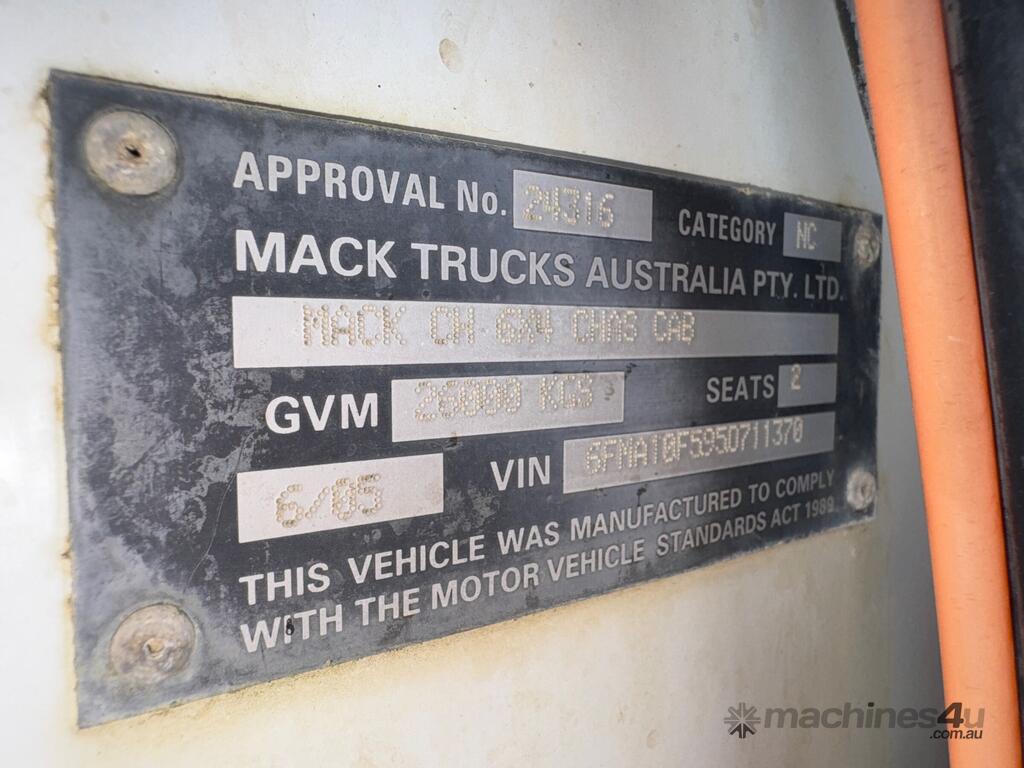 APPROVAL No. 24316 CATEGORY NC
MACK TRUCKS AUSTRALIA PTY. LTD.
MACK CH 6X4 CHAS CAB
GVM 26000 KGS SEATS 2
6/05 VIN 6FMA10F595D711370
THIS VEHICLE WAS MANUFACTURED TO COMPLY
WITH THE MOTOR VEHICLE STANDARDS ACT 1989
machines4u
.com.au